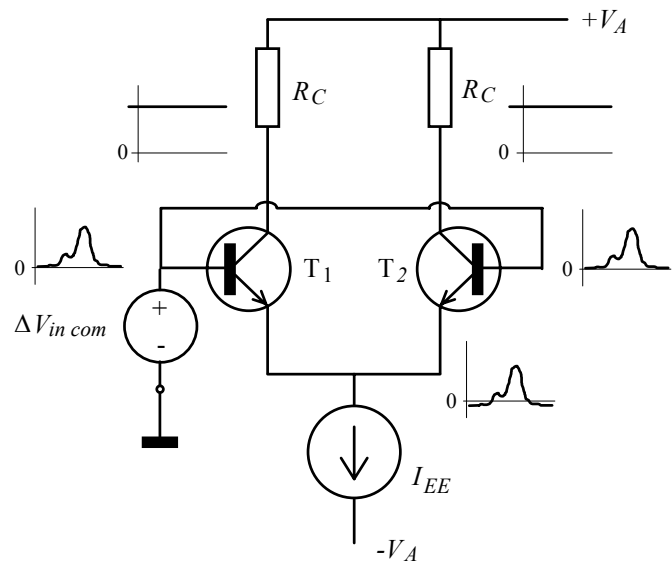 +V_A
R_C
R_C
0
0
0
T_1
T_2
0
ΔV_in com
+
-
0
I_EE
-V_A